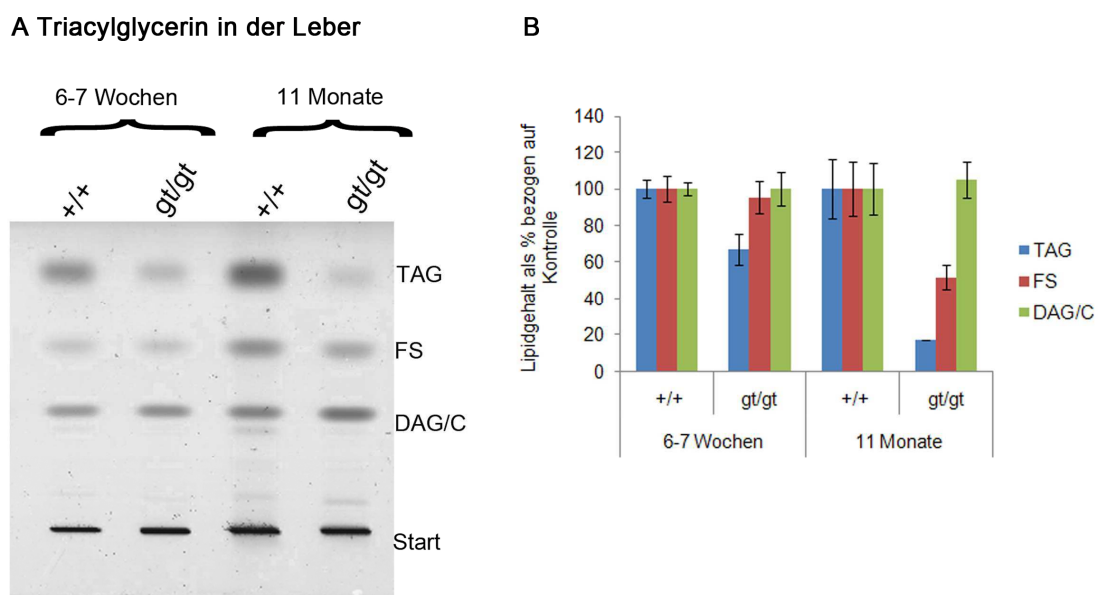 A Triacylglycerin in der Leber
6-7 Wochen
11 Monate
+/+
gt/gt
+/+
gt/gt
TAG
FS
DAG/C
Start
B
Lipidgehalt als % bezogen auf
Kontrolle
140
120
100
80
60
40
20
0
+/+
gt/gt
+/+
gt/gt
6-7 Wochen
11 Monate
TAG
FS
DAG/C